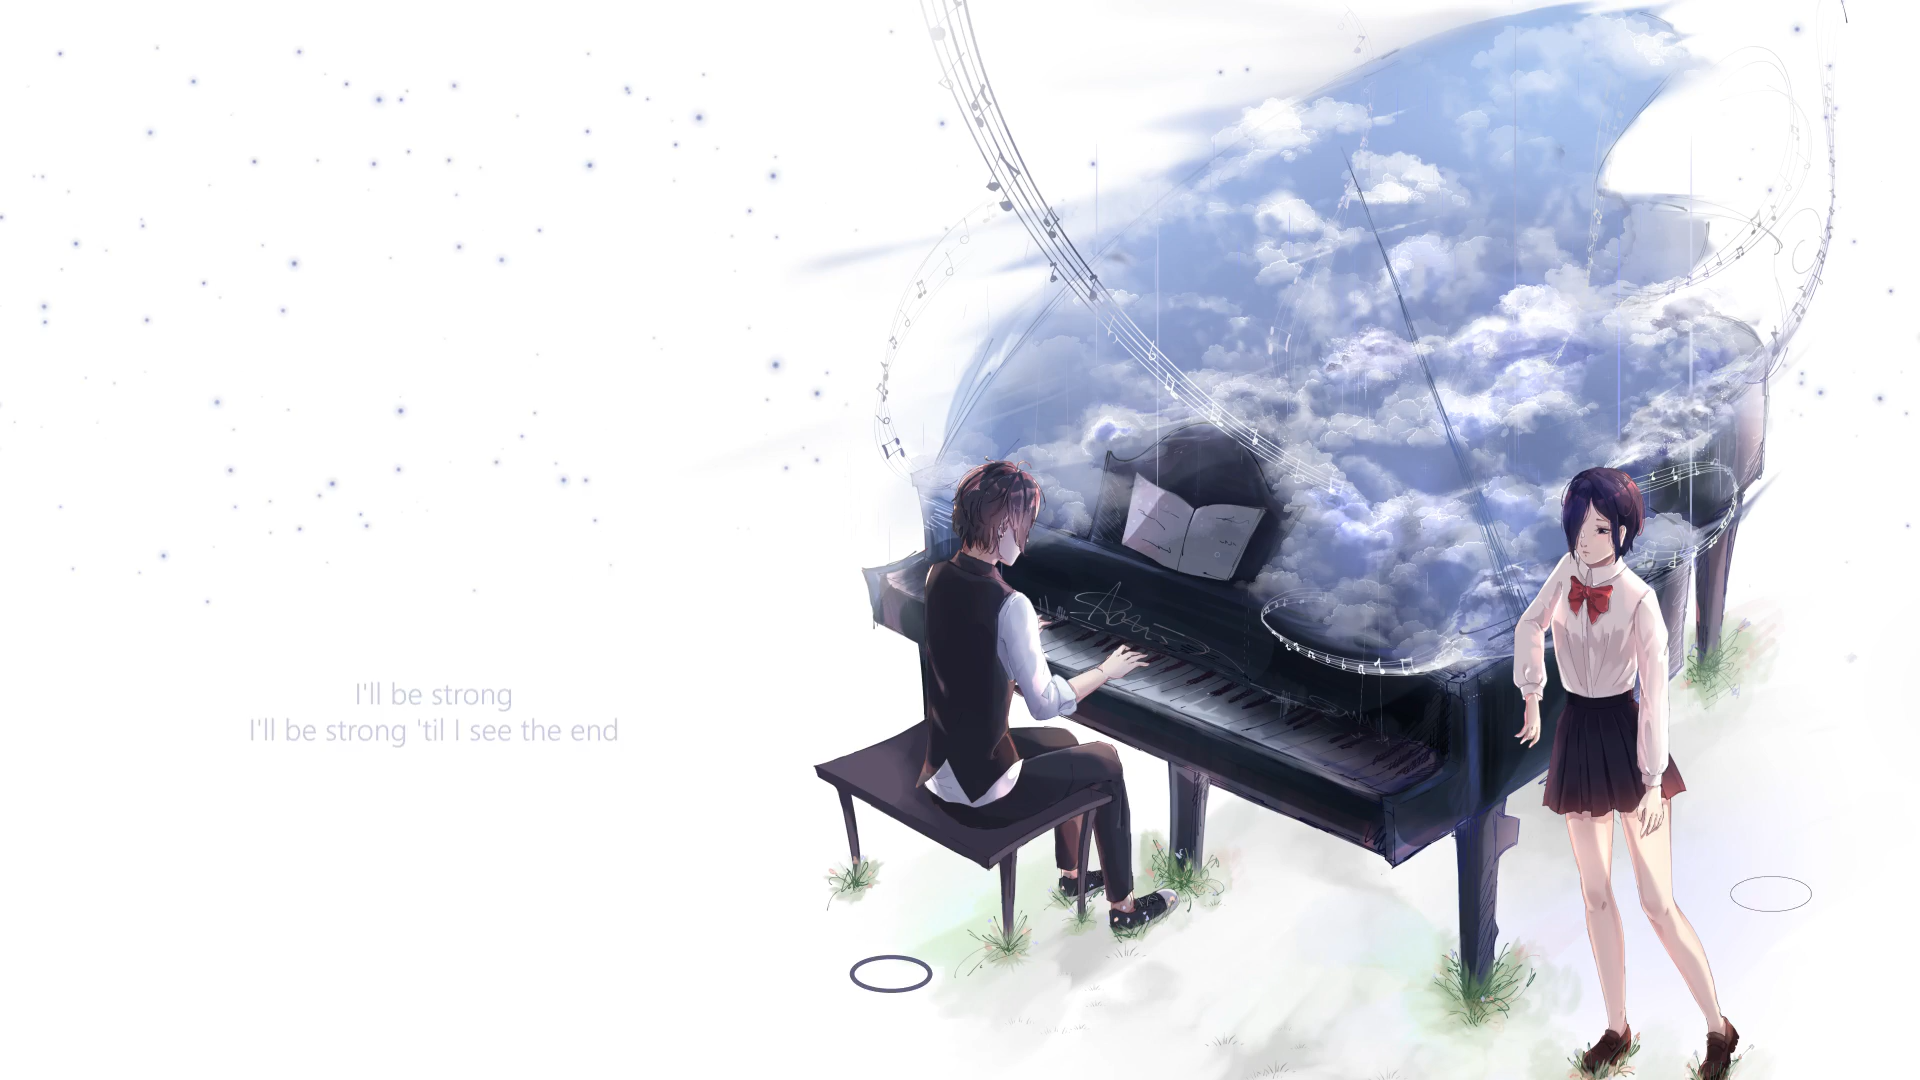 I'll be strong
I'll be strong 'til I see the end